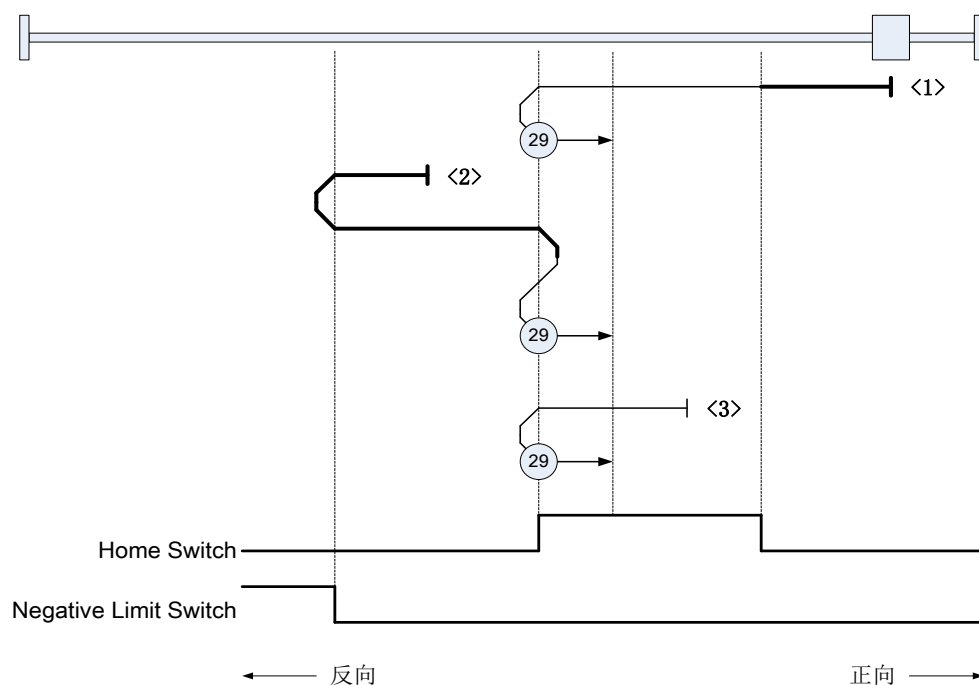 <1>
29
<2>
29
<3>
29
Home Switch
Negative Limit Switch
反向
正向